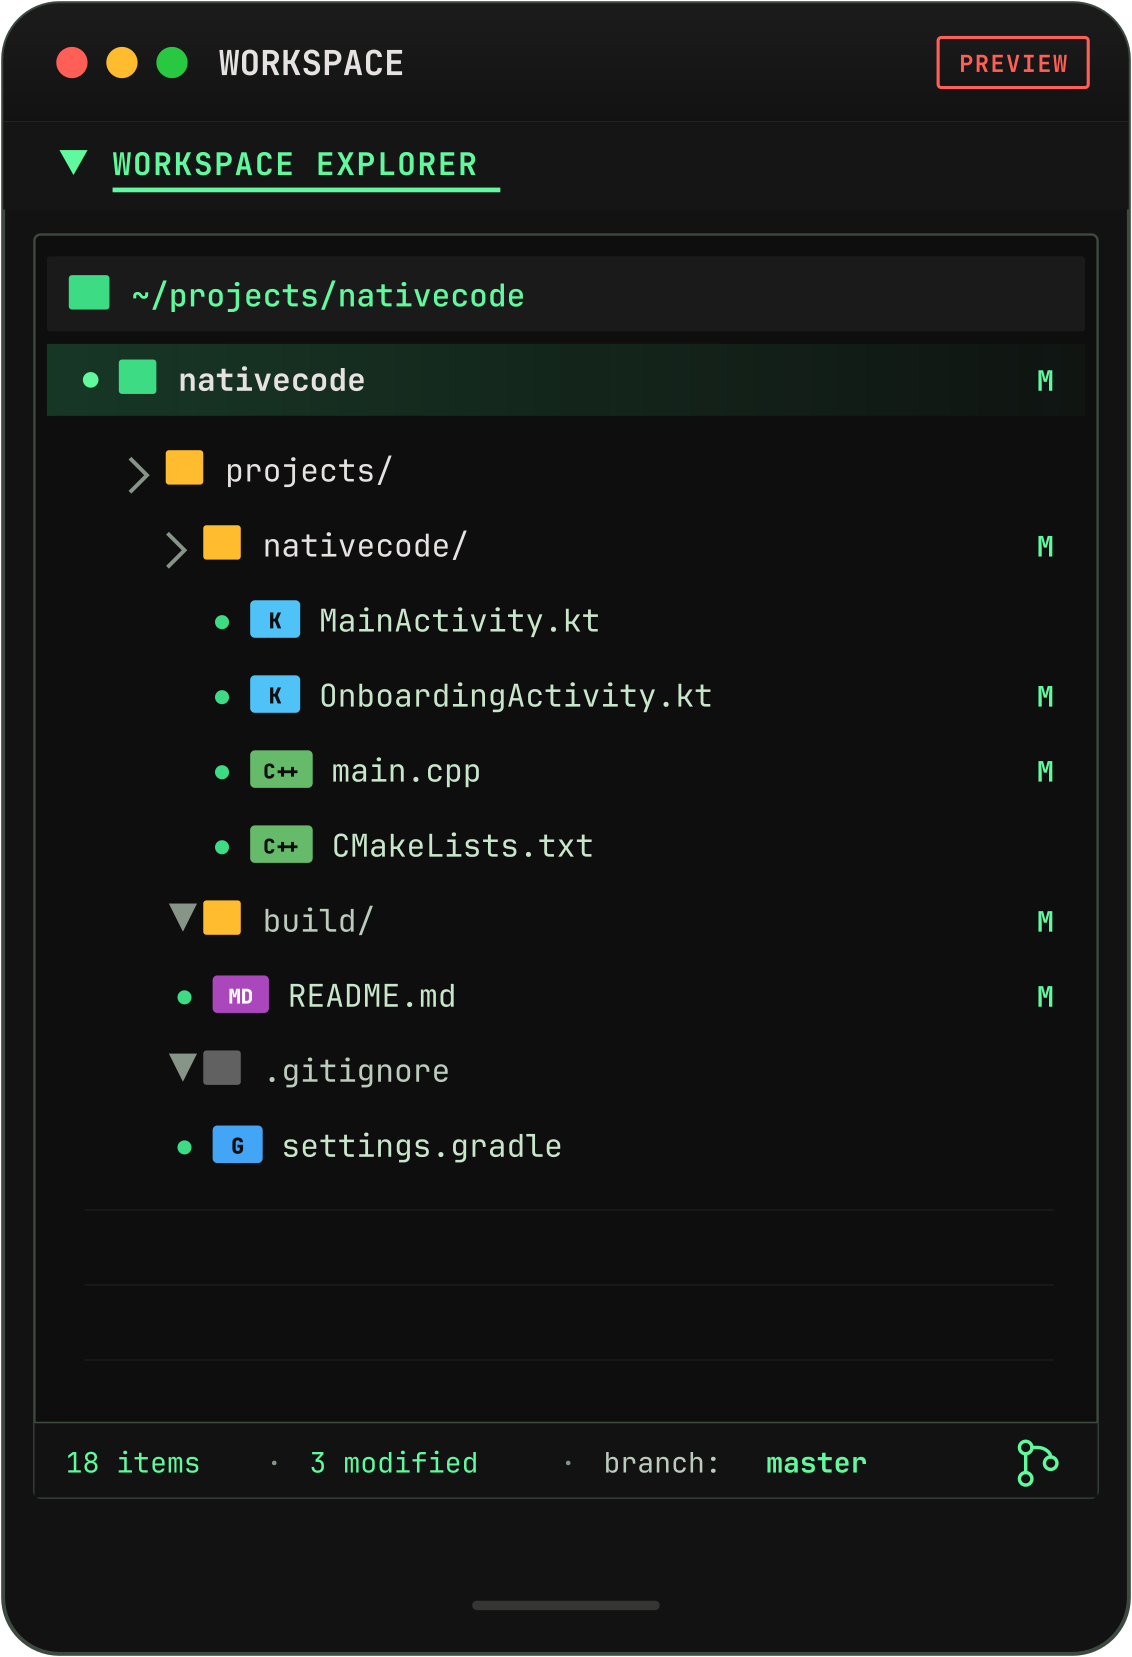 WORKSPACE PREVIEW
WORKSPACE EXPLORER
~/projects/nativecode
nativecode M
projects/
nativecode/ M
K MainActivity.kt
K OnboardingActivity.kt M
C++ main.cpp M
C++ CMakeLists.txt
build/ M
MD README.md M
.gitignore
G settings.gradle
18 items · 3 modified · branch: master